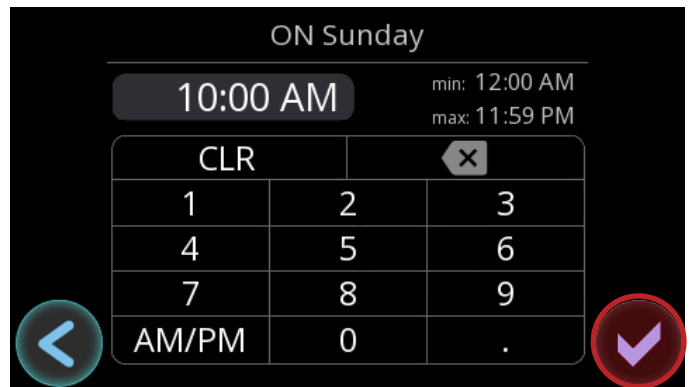 ON Sunday
10:00 AM
min: 12:00 AM
max: 11:59 PM
CLR
1 2 3
4 5 6
7 8 9
AM/PM 0 .